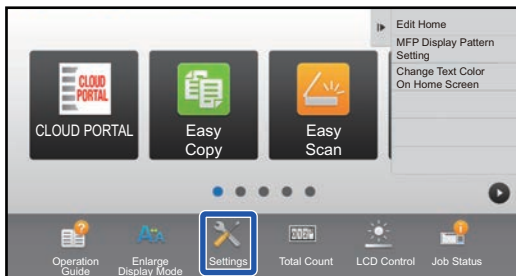 Edit Home
MFP Display Pattern
Setting
Change Text Color
On Home Screen
CLOUD
PORTAL
CLOUD PORTAL
Easy
Copy
Easy
Scan
Operation
Guide
Enlarge
Display Mode
Settings
Total Count
LCD Control
Job Status